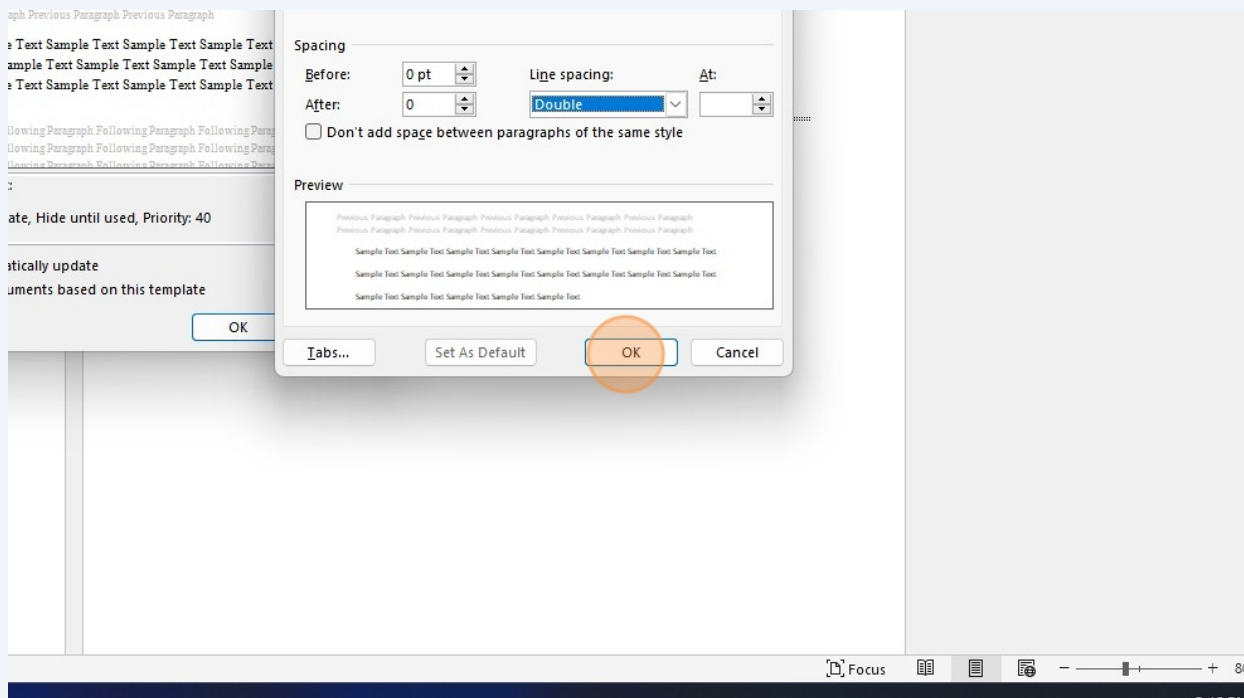 aph Previous Paragraph Previous Paragraph
e Text Sample Text Sample Text Sample Text
ample Text Sample Text Sample Text Sample
e Text Sample Text Sample Text Sample Text
llowing Paragraph Following Paragraph Following Parag
llowing Paragraph Following Paragraph Following Parag
llowing Paragraph Following Paragraph Following Parag
ate, Hide until used, Priority: 40
atically update
uments based on this template
OK
Spacing
Before: 0 pt Line spacing: At:
After: 0 Double
Don't add space between paragraphs of the same style
Preview
Previous Paragraph Previous Paragraph Previous Paragraph Previous Paragraph Previous Paragraph
Previous Paragraph Previous Paragraph Previous Paragraph Previous Paragraph Previous Paragraph
Sample Text Sample Text Sample Text Sample Text Sample Text Sample Text Sample Text Sample Text
Sample Text Sample Text Sample Text Sample Text Sample Text Sample Text Sample Text Sample Text
Sample Text Sample Text Sample Text Sample Text Sample Text
Tabs... Set As Default OK Cancel
Focus